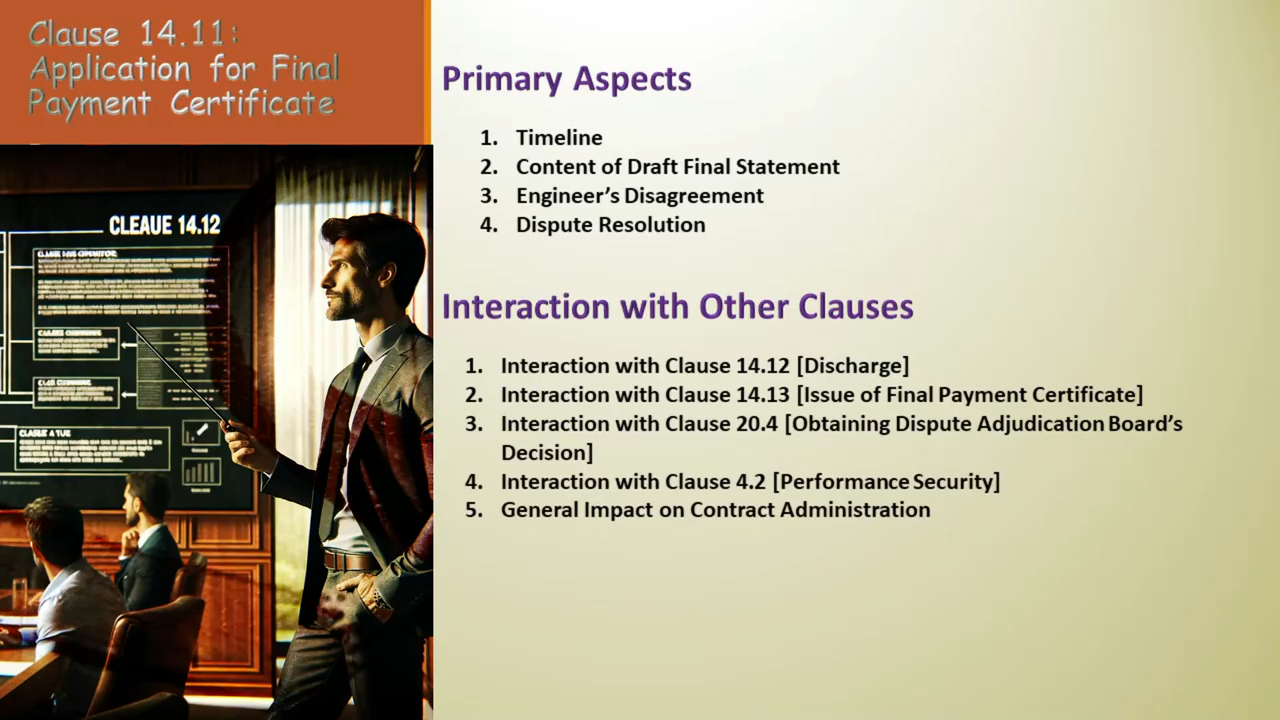 Clause 14.11:
Application for Final
Payment Certificate
CLEAUE 14.12
Primary Aspects
1. Timeline
2. Content of Draft Final Statement
3. Engineer's Disagreement
4. Dispute Resolution
Interaction with Other Clauses
1. Interaction with Clause 14.12 [Discharge]
2. Interaction with Clause 14.13 [Issue of Final Payment Certificate]
3. Interaction with Clause 20.4 [Obtaining Dispute Adjudication Board's
Decision]
4. Interaction with Clause 4.2 [Performance Security]
5. General Impact on Contract Administration